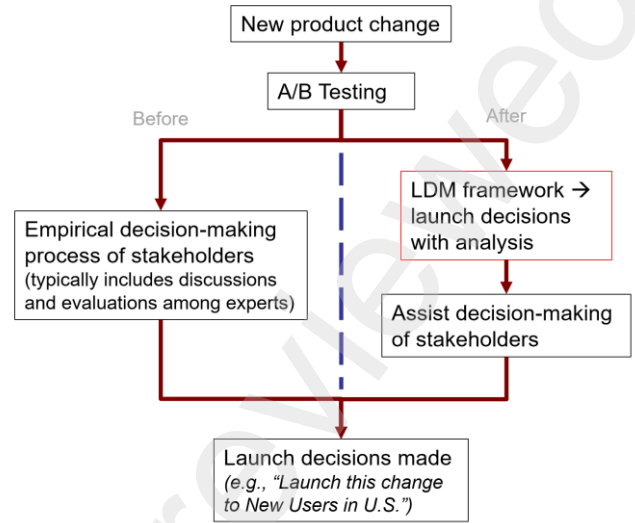 New product change
A/B Testing
Before
After
LDM framework →
launch decisions
with analysis
Empirical decision-making
process of stakeholders
(typically includes discussions
and evaluations among experts)
Assist decision-making
of stakeholders
Launch decisions made
(e.g., “Launch this change
to New Users in U.S.”)
reviewed